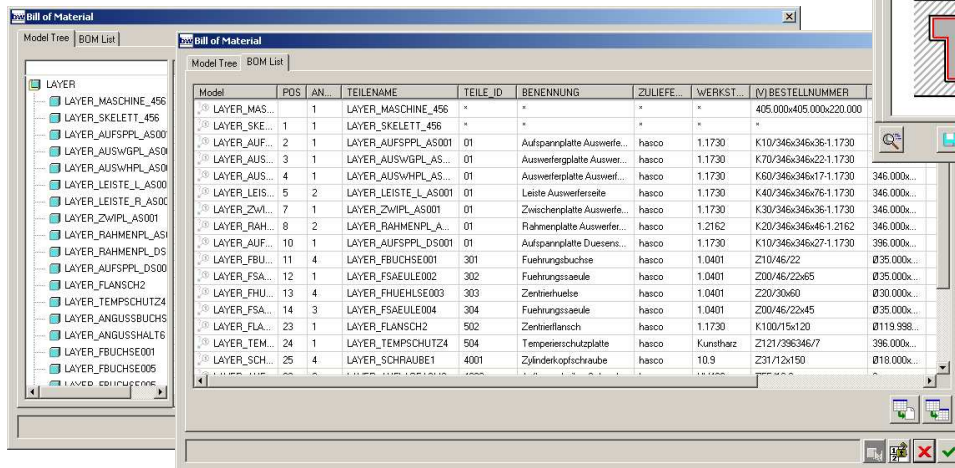 Bill of Material
Model Tree BOM List
LAYER
LAYER_MASCHINE_456
LAYER_SKELETT_456
LAYER_AUFSPPL_AS00
LAYER_AUSWGPL_AS0
LAYER_AUSWHPL_AS0
LAYER_LEISTE_L_AS00
LAYER_LEISTE_R_AS00
LAYER_ZWIPL_AS001
LAYER_RAHMENPL_AS
LAYER_RAHMENPL_DS
LAYER_AUFSPPL_DS00
LAYER_FLANSCH2
LAYER_TEMPSCHUTZ4
LAYER_ANGUSSBUCHS
LAYER_ANGUSSHALT6
LAYER_FBUCHSE001
LAYER_FBUCHSE005
Bill of Material
Model Tree BOM List
Model POS AN... TEILENAME TEILE_ID BENENNUNG ZULIEFE... WERKST... (V) BESTELLNUMMER
LAYER_MAS... 1 LAYER_MASCHINE_456 * * * * 405.000x405.000x220.000
LAYER_SKE... 1 1 LAYER_SKELETT_456 * * * * *
LAYER_AUF... 2 1 LAYER_AUFSPPL_AS001 01 Aufspannplatte Auswerfe... hasco 1.1730 K10/346x346x36-1.1730
LAYER_AUS... 3 1 LAYER_AUSWGPL_AS... 01 Auswerfergplatte Auswer... hasco 1.1730 K70/346x346x22-1.1730
LAYER_AUS... 4 1 LAYER_AUSWHPL_AS... 01 Auswerferplatte Auswerf... hasco 1.1730 K60/346x346x17-1.1730 346.000x...
LAYER_LEIS... 5 2 LAYER_LEISTE_L_AS001 01 Leiste Auswerferseite hasco 1.1730 K40/346x346x76-1.1730 346.000x...
LAYER_ZWI... 7 1 LAYER_ZWIPL_AS001 01 Zwischenplatte Auswerfe... hasco 1.1730 K30/346x346x36-1.1730 346.000x...
LAYER_RAH... 8 2 LAYER_RAHMENPL_A... 01 Rahmenplatte Auswerfer... hasco 1.2162 K20/346x346x46-1.2162 346.000x...
LAYER_AUF... 10 1 LAYER_AUFSPPL_DS001 01 Aufspannplatte Duesens... hasco 1.1730 K10/346x346x27-1.1730 396.000x...
LAYER_FBU... 11 4 LAYER_FBUCHSE001 301 Fuehrungsbuchse hasco 1.0401 Z10/46/22 Ø35.000x...
LAYER_FSA... 12 1 LAYER_FSAEULE002 302 Fuehrungssaeule hasco 1.0401 Z00/46/22x65 Ø35.000x...
LAYER_FHU... 13 4 LAYER_FHUEHLSE003 303 Zentrierhuelse hasco 1.0401 Z20/30x60 Ø30.000x...
LAYER_FSA... 14 3 LAYER_FSAEULE004 304 Fuehrungssaeule hasco 1.0401 Z00/46/22x45 Ø35.000x...
LAYER_FLA... 23 1 LAYER_FLANSCH2 502 Zentrierflansch hasco 1.1730 K100/15x120 Ø119.998...
LAYER_TEM... 24 1 LAYER_TEMPSCHUTZ4 504 Temperierschutzplatte hasco Kunstharz Z121/396346/7 396.000x...
LAYER_SCH... 25 4 LAYER_SCHRAUBE1 4001 Zylinderkopfschraube hasco 10.9 Z31/12x150 Ø18.000x...